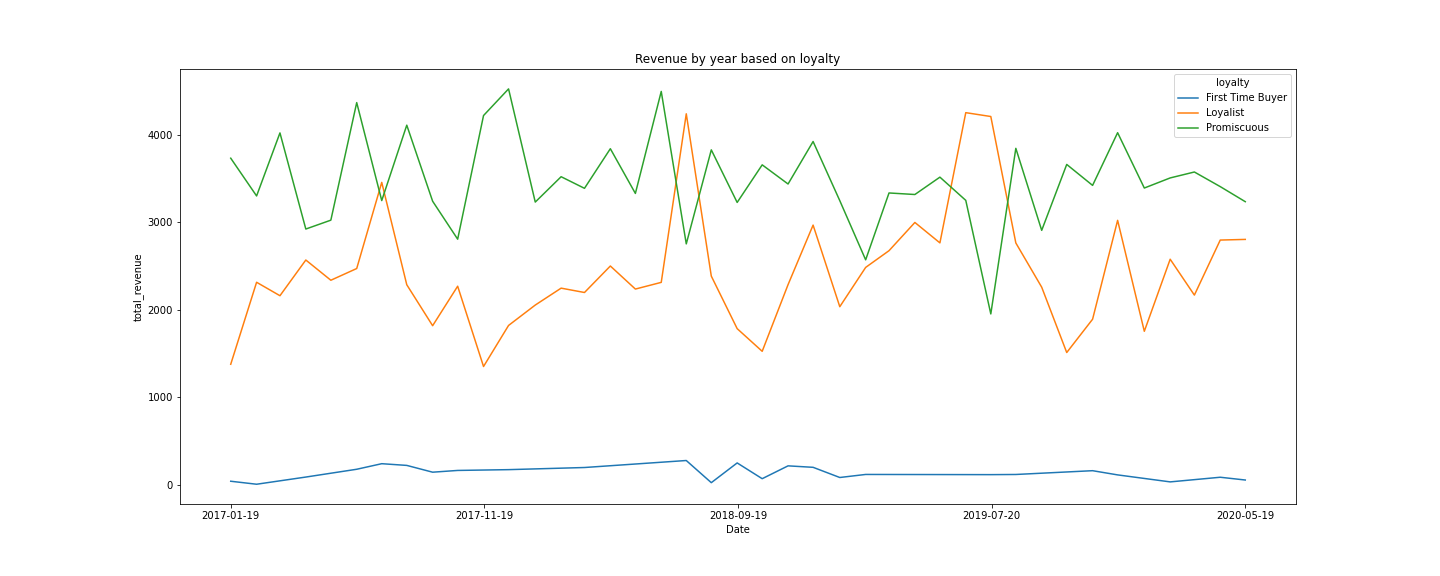 Revenue by year based on loyalty
loyalty
First Time Buyer
Loyalist
Promiscuous
total_revenue
4000
3000
2000
1000
0
2017-01-19
2017-11-19
2018-09-19
2019-07-20
2020-05-19
Date